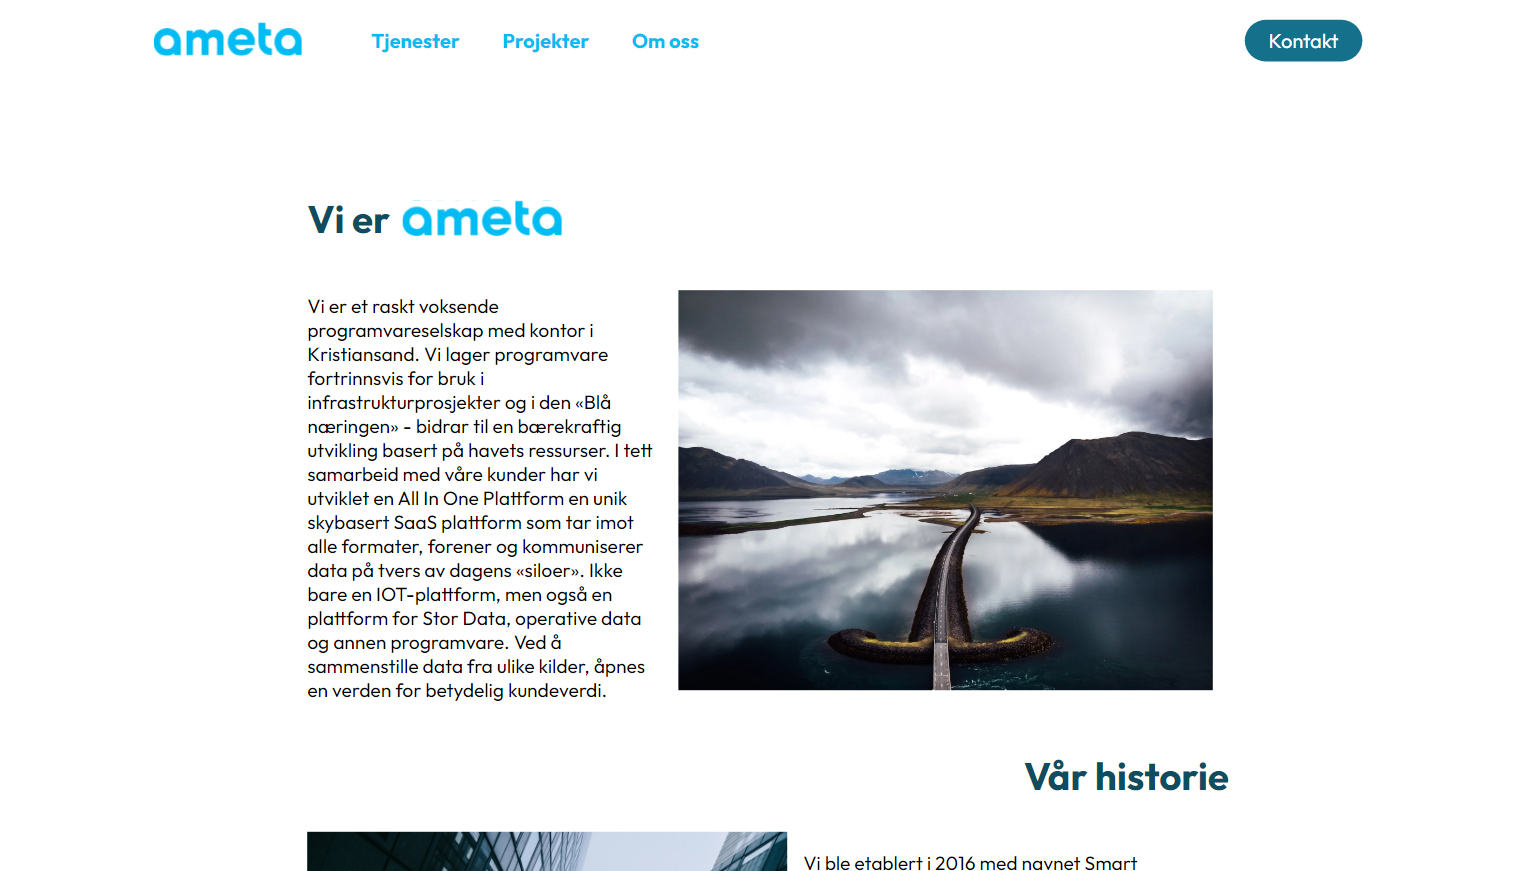 ameta
Tjenester
Projekter
Om oss
Kontakt
Vi er ameta
Vi er et raskt voksende
programvareselskap med kontor i
Kristiansand. Vi lager programvare
fortrinnsvis for bruk i
infrastrukturprosjekter og i den «Blå
næringen» - bidrar til en bærekraftig
utvikling basert på havets ressurser. I tett
samarbeid med våre kunder har vi
utviklet en All In One Plattform en unik
skybasert SaaS plattform som tar imot
alle formater, forener og kommuniserer
data på tvers av dagens «siloer». Ikke
bare en IOT-plattform, men også en
plattform for Stor Data, operative data
og annen programvare. Ved å
sammenstille data fra ulike kilder, åpnes
en verden for betydelig kundeverdi.
Vår historie
Vi ble etablert i 2016 med navnet Smart